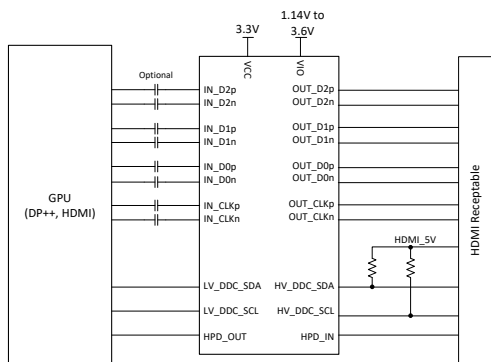 1.14V to
3.3V
3.6V
VCC
VIO
Optional
IN_D2p
OUT_D2p
IN_D2n
OUT_D2n
IN_D1p
OUT_D1p
IN_D1n
OUT_D1n
IN_D0p
OUT_D0p
IN_D0n
OUT_D0n
GPU
(DP++, HDMI)
IN_CLKp
OUT_CLKp
IN_CLKn
OUT_CLKn
HDMI Receptable
HDMI_5V
LV_DDC_SDA
HV_DDC_SDA
LV_DDC_SCL
HV_DDC_SCL
HPD_OUT
HPD_IN